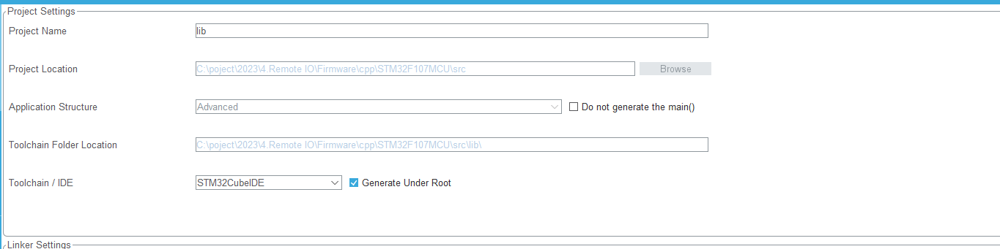 Project Settings
Project Name lib
Project Location C:\poject\2023\4.Remote IO\Firmware\cpp\STM32F107MCU\src Browse
Application Structure Advanced Do not generate the main()
Toolchain Folder Location C:\poject\2023\4.Remote IO\Firmware\cpp\STM32F107MCU\src\lib\
Toolchain / IDE STM32CubeIDE Generate Under Root
Linker Settings